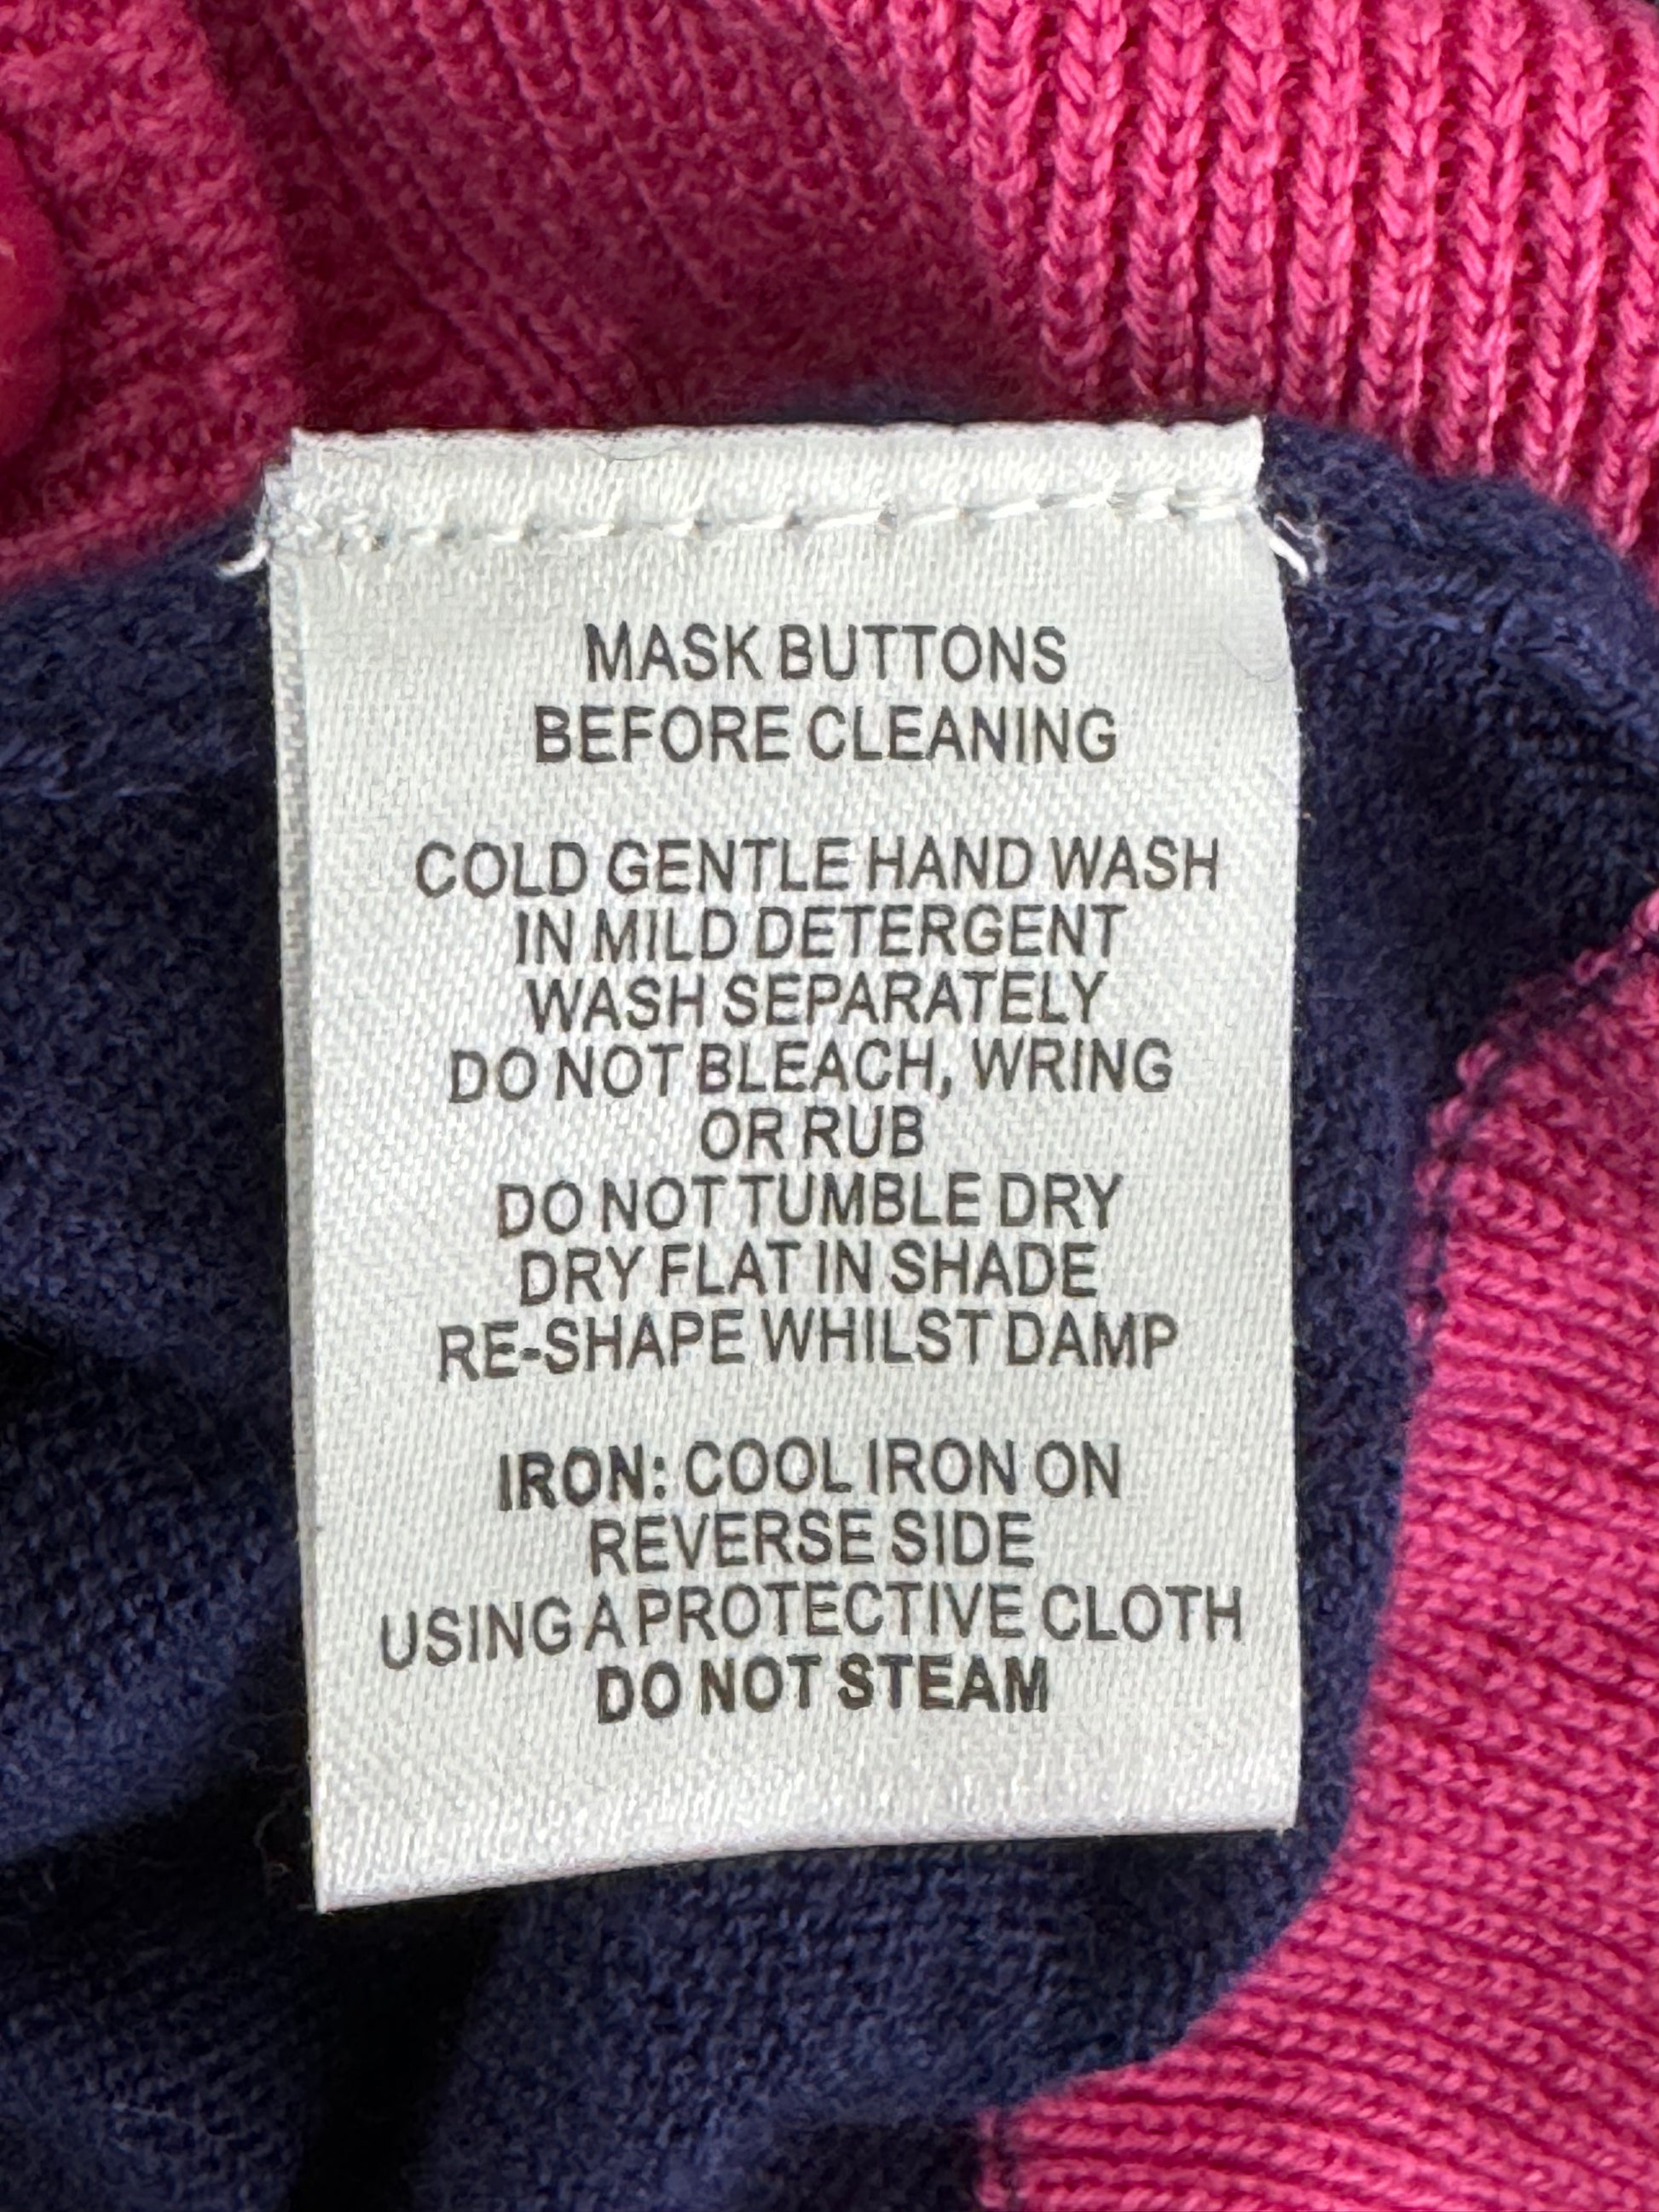 MASK BUTTONS
BEFORE CLEANING
COLD GENTLE HAND WASH
IN MILD DETERGENT
WASH SEPARATELY
DO NOT BLEACH, WRING
OR RUB
DO NOT TUMBLE DRY
DRY FLAT IN SHADE
RE-SHAPE WHILST DAMP
IRON: COOL IRON ON
REVERSE SIDE
USING A PROTECTIVE CLOTH
DO NOT STEAM